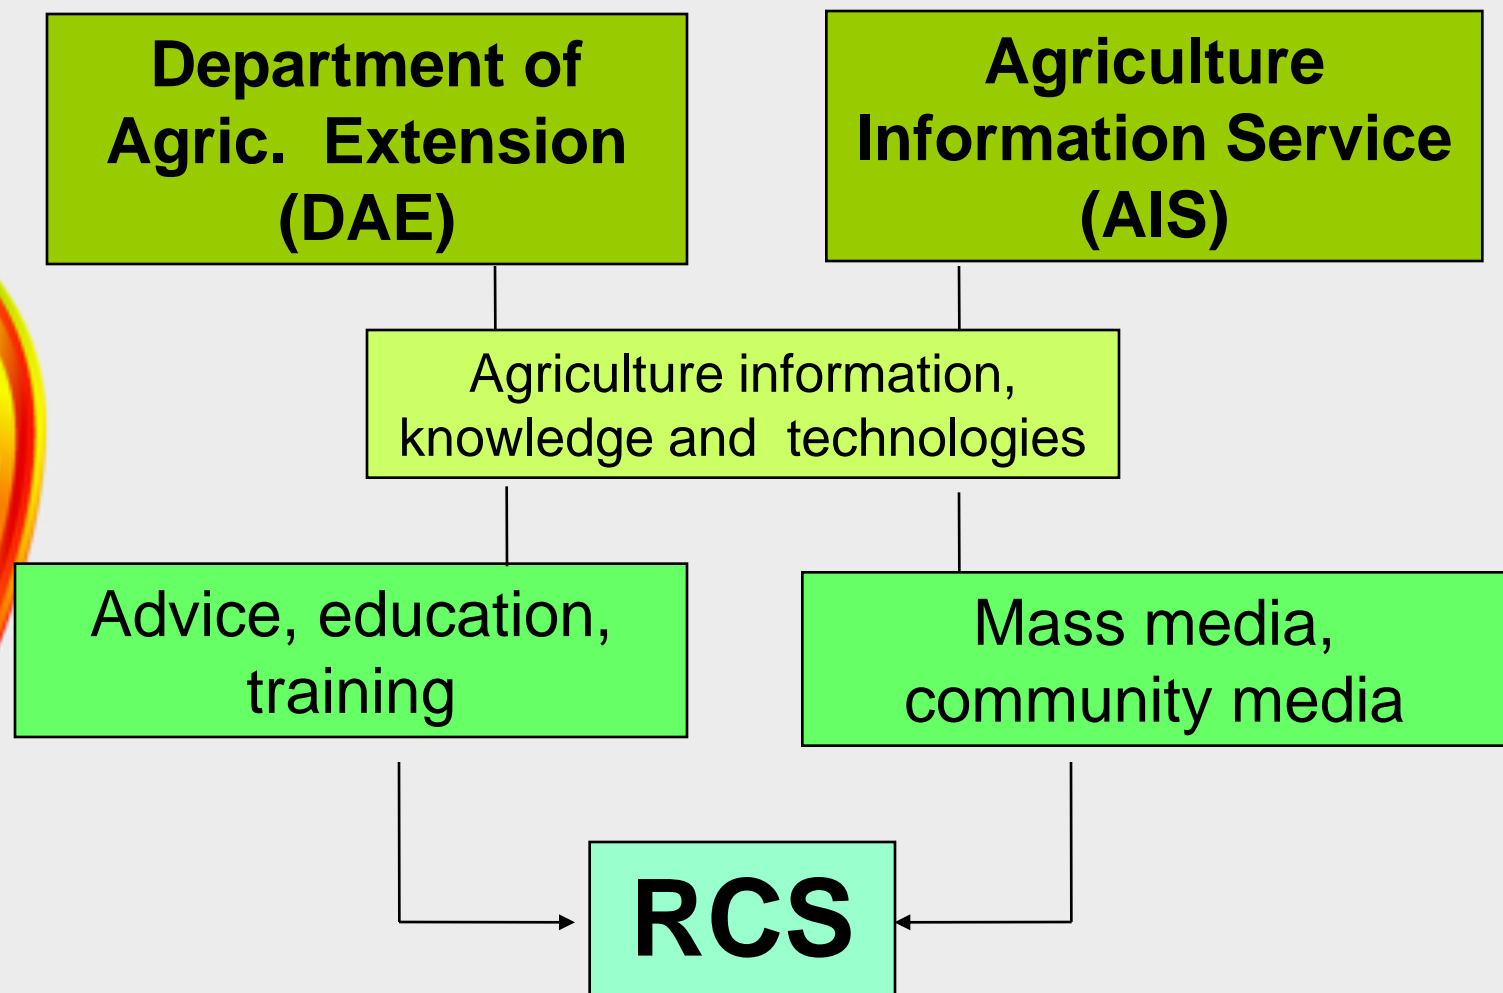 Department of
Agric. Extension
(DAE)
Agriculture
Information Service
(AIS)
Agriculture information,
knowledge and technologies
Advice, education,
training
Mass media,
community media
RCS